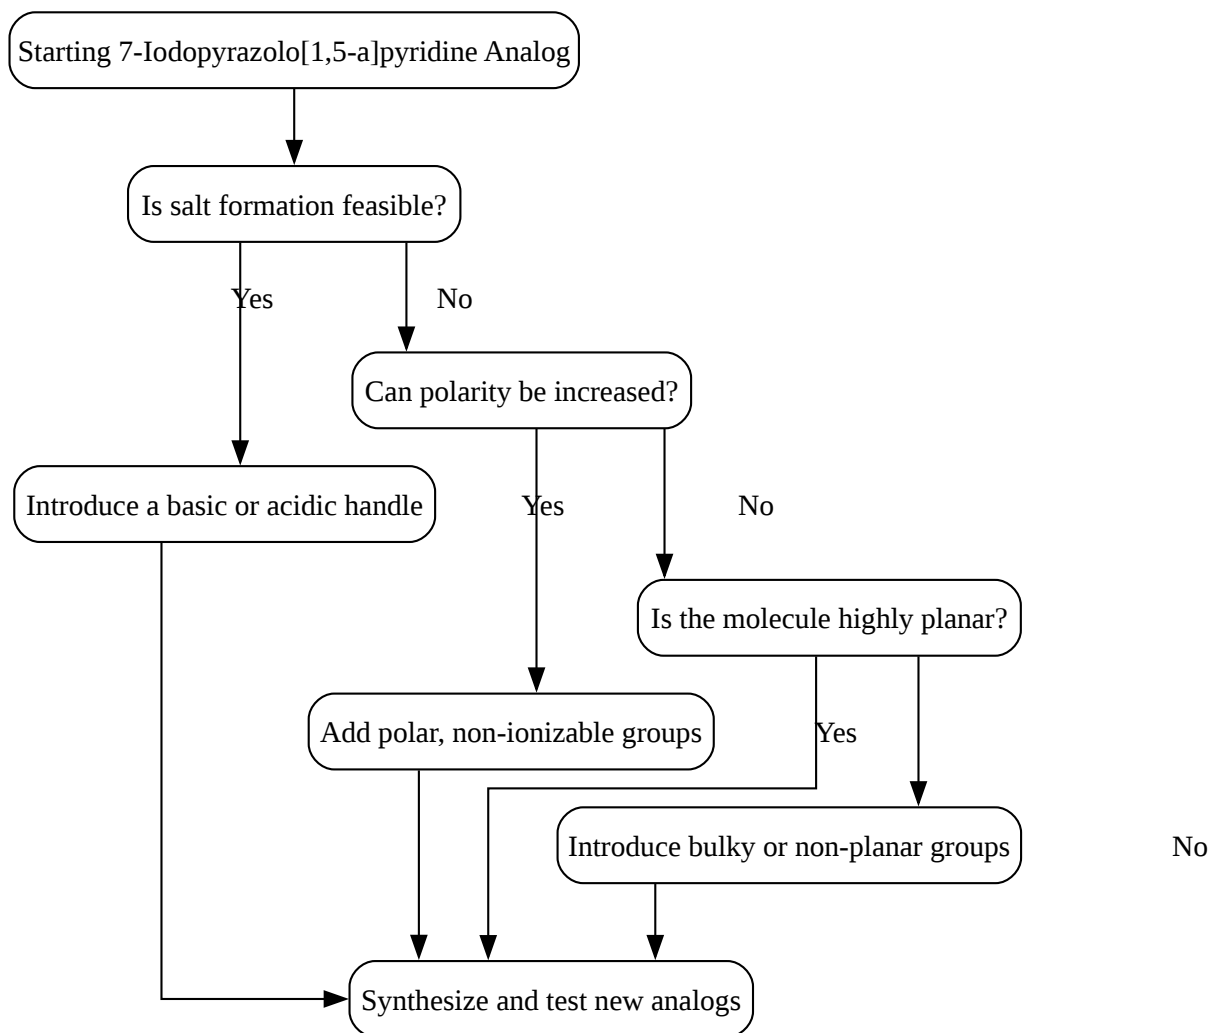 Starting 7-Iodopyrazolo[1,5-a]pyridine Analog
Is salt formation feasible?
Yes
No
Can polarity be increased?
Introduce a basic or acidic handle
Yes
No
Is the molecule highly planar?
Add polar, non-ionizable groups
Yes
Introduce bulky or non-planar groups
No
Synthesize and test new analogs